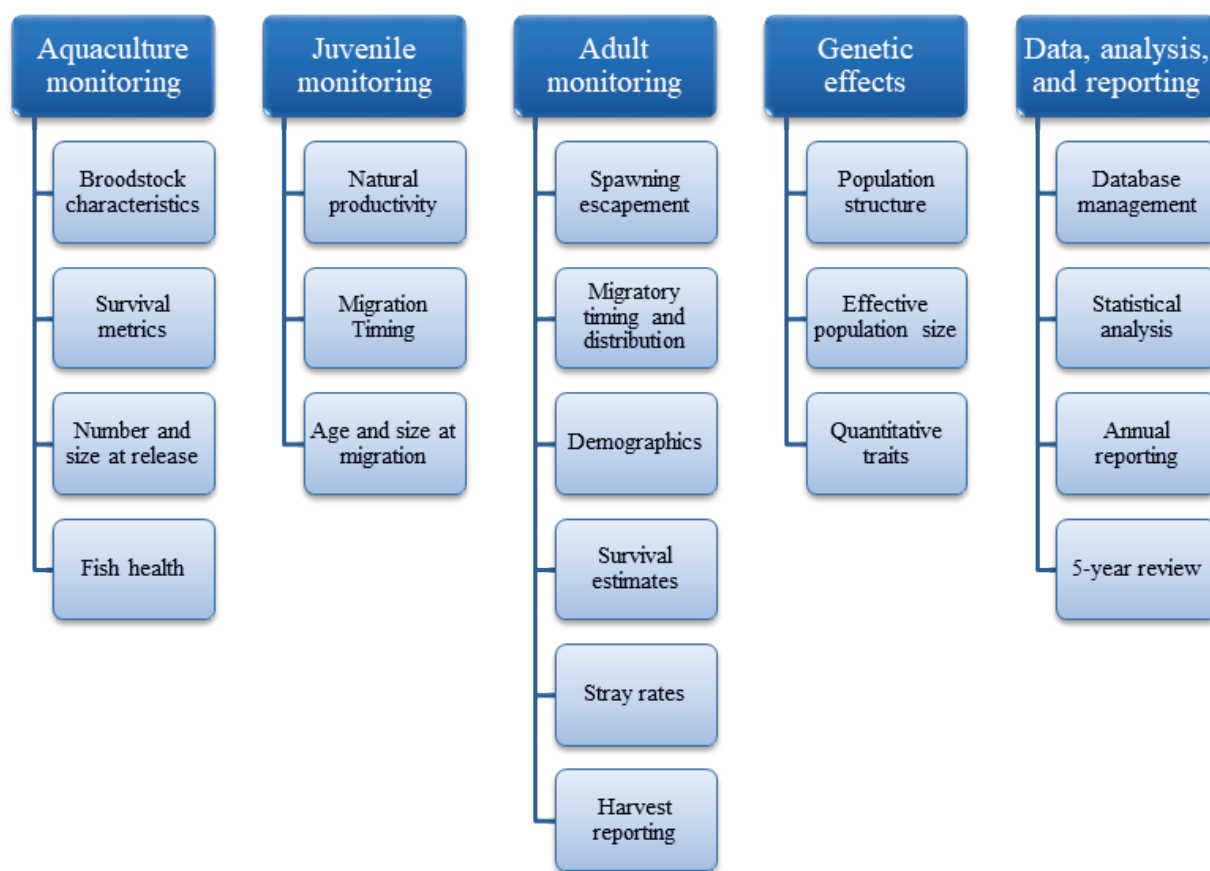 Aquaculture
monitoring
Broodstock
characteristics
Survival
metrics
Number and
size at release
Fish health
Juvenile
monitoring
Natural
productivity
Migration
Timing
Age and size at
migration
Adult
monitoring
Spawning
escapement
Migratory
timing and
distribution
Demographics
Survival
estimates
Stray rates
Harvest
reporting
Genetic
effects
Population
structure
Effective
population size
Quantitative
traits
Data, analysis,
and reporting
Database
management
Statistical
analysis
Annual
reporting
5-year review